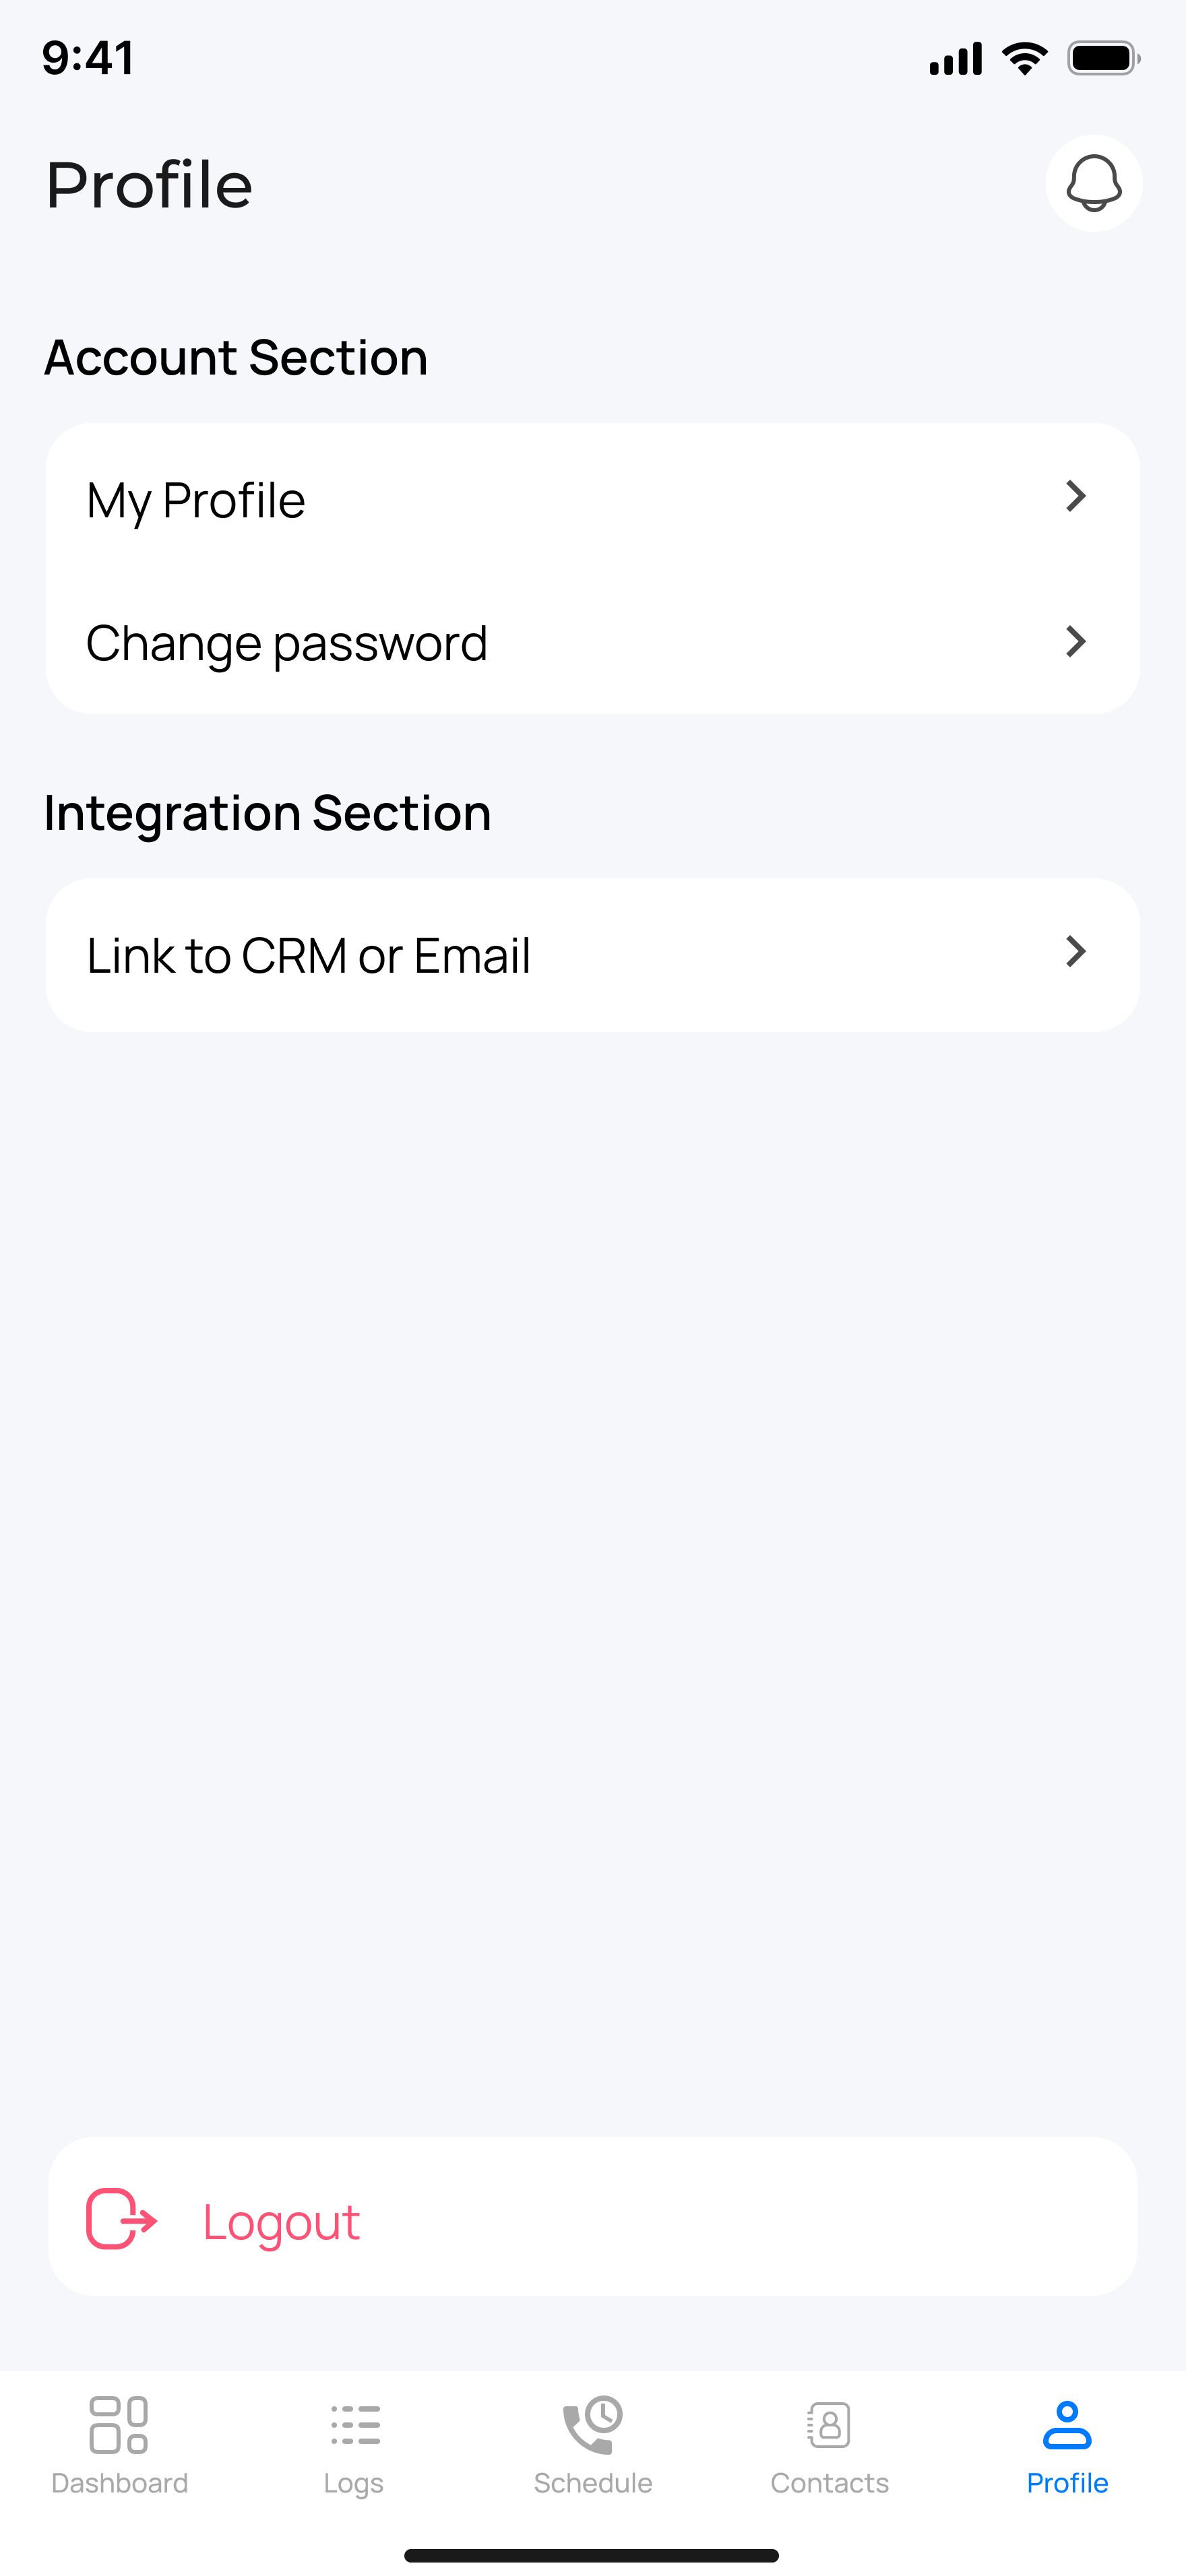 9:41
Profile
Account Section
My Profile
Change password
Integration Section
Link to CRM or Email
Logout
Dashboard
Logs
Schedule
Contacts
Profile